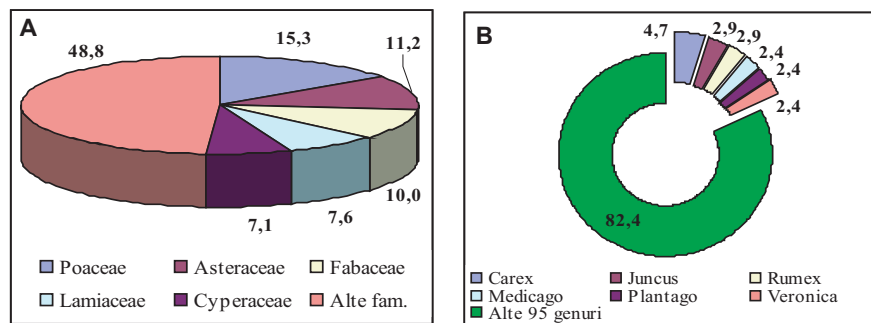 A
48,8
15,3
11,2
10,0
7,6
7,1
Poaceae Asteraceae Fabaceae
Lamiaceae Cyperaceae Alte fam.
B
4,7
2,9
2,9
2,4
2,4
2,4
82,4
Carex Juncus Rumex
Medicago Plantago Veronica
Alte 95 genuri